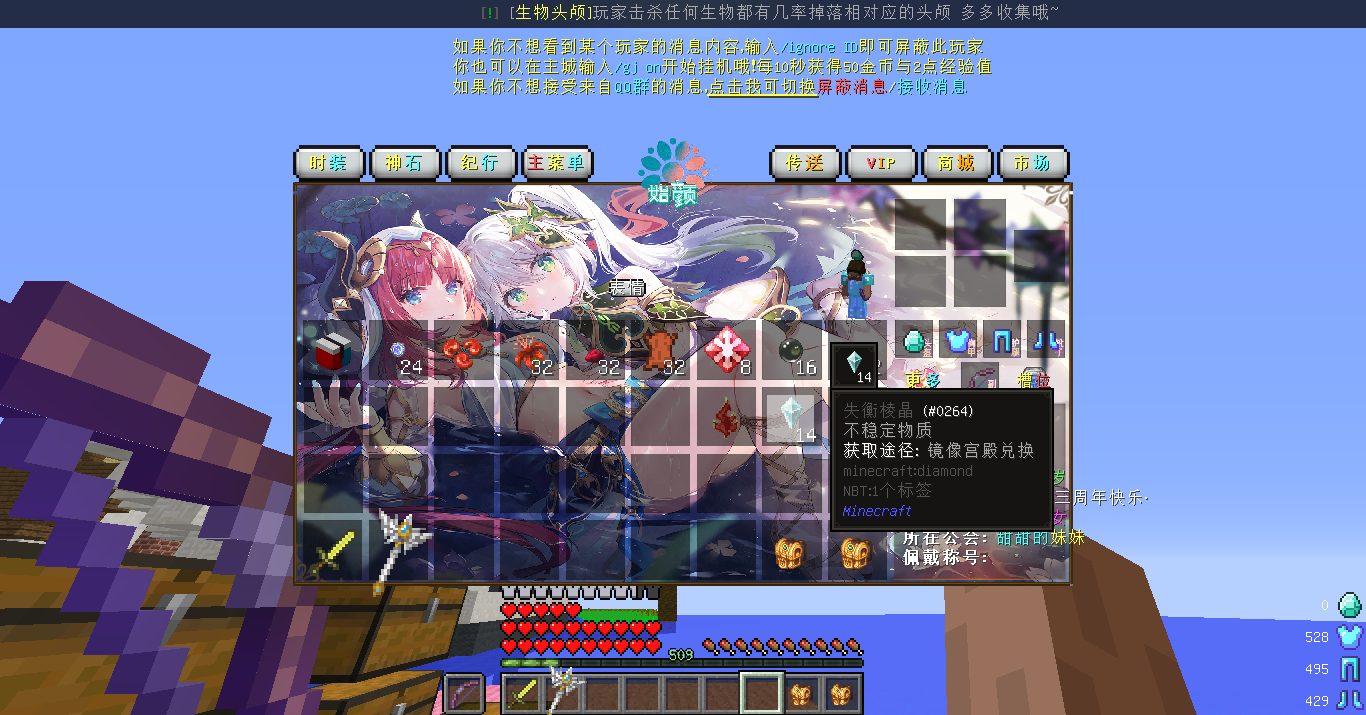 [!] [生物头颅]玩家击杀任何生物都有几率掉落相对应的头颅 多多收集哦~
如果你不想看到某个玩家的消息内容,输入/ignore ID即可屏蔽此玩家
你也可以在主城输入/gj on开始挂机哦!每10秒获得50金币与2点经验值
如果你不想接受来自QQ群的消息,点击我可切换屏蔽消息/接收消息
时装 神石 纪行 主菜单 传送 VIP 商城 市场
始颜
表情
24 32 32 32 8 16 14
更多 槽位
14
失衡棱晶 (#0264)
不稳定物质
获取途径: 镜像宫殿兑换
minecraft:diamond
NBT:1个标签
Minecraft
岁
三周年快乐·
女
所在公会: 甜甜的妹妹
佩戴称号:
509
0
528
495
429